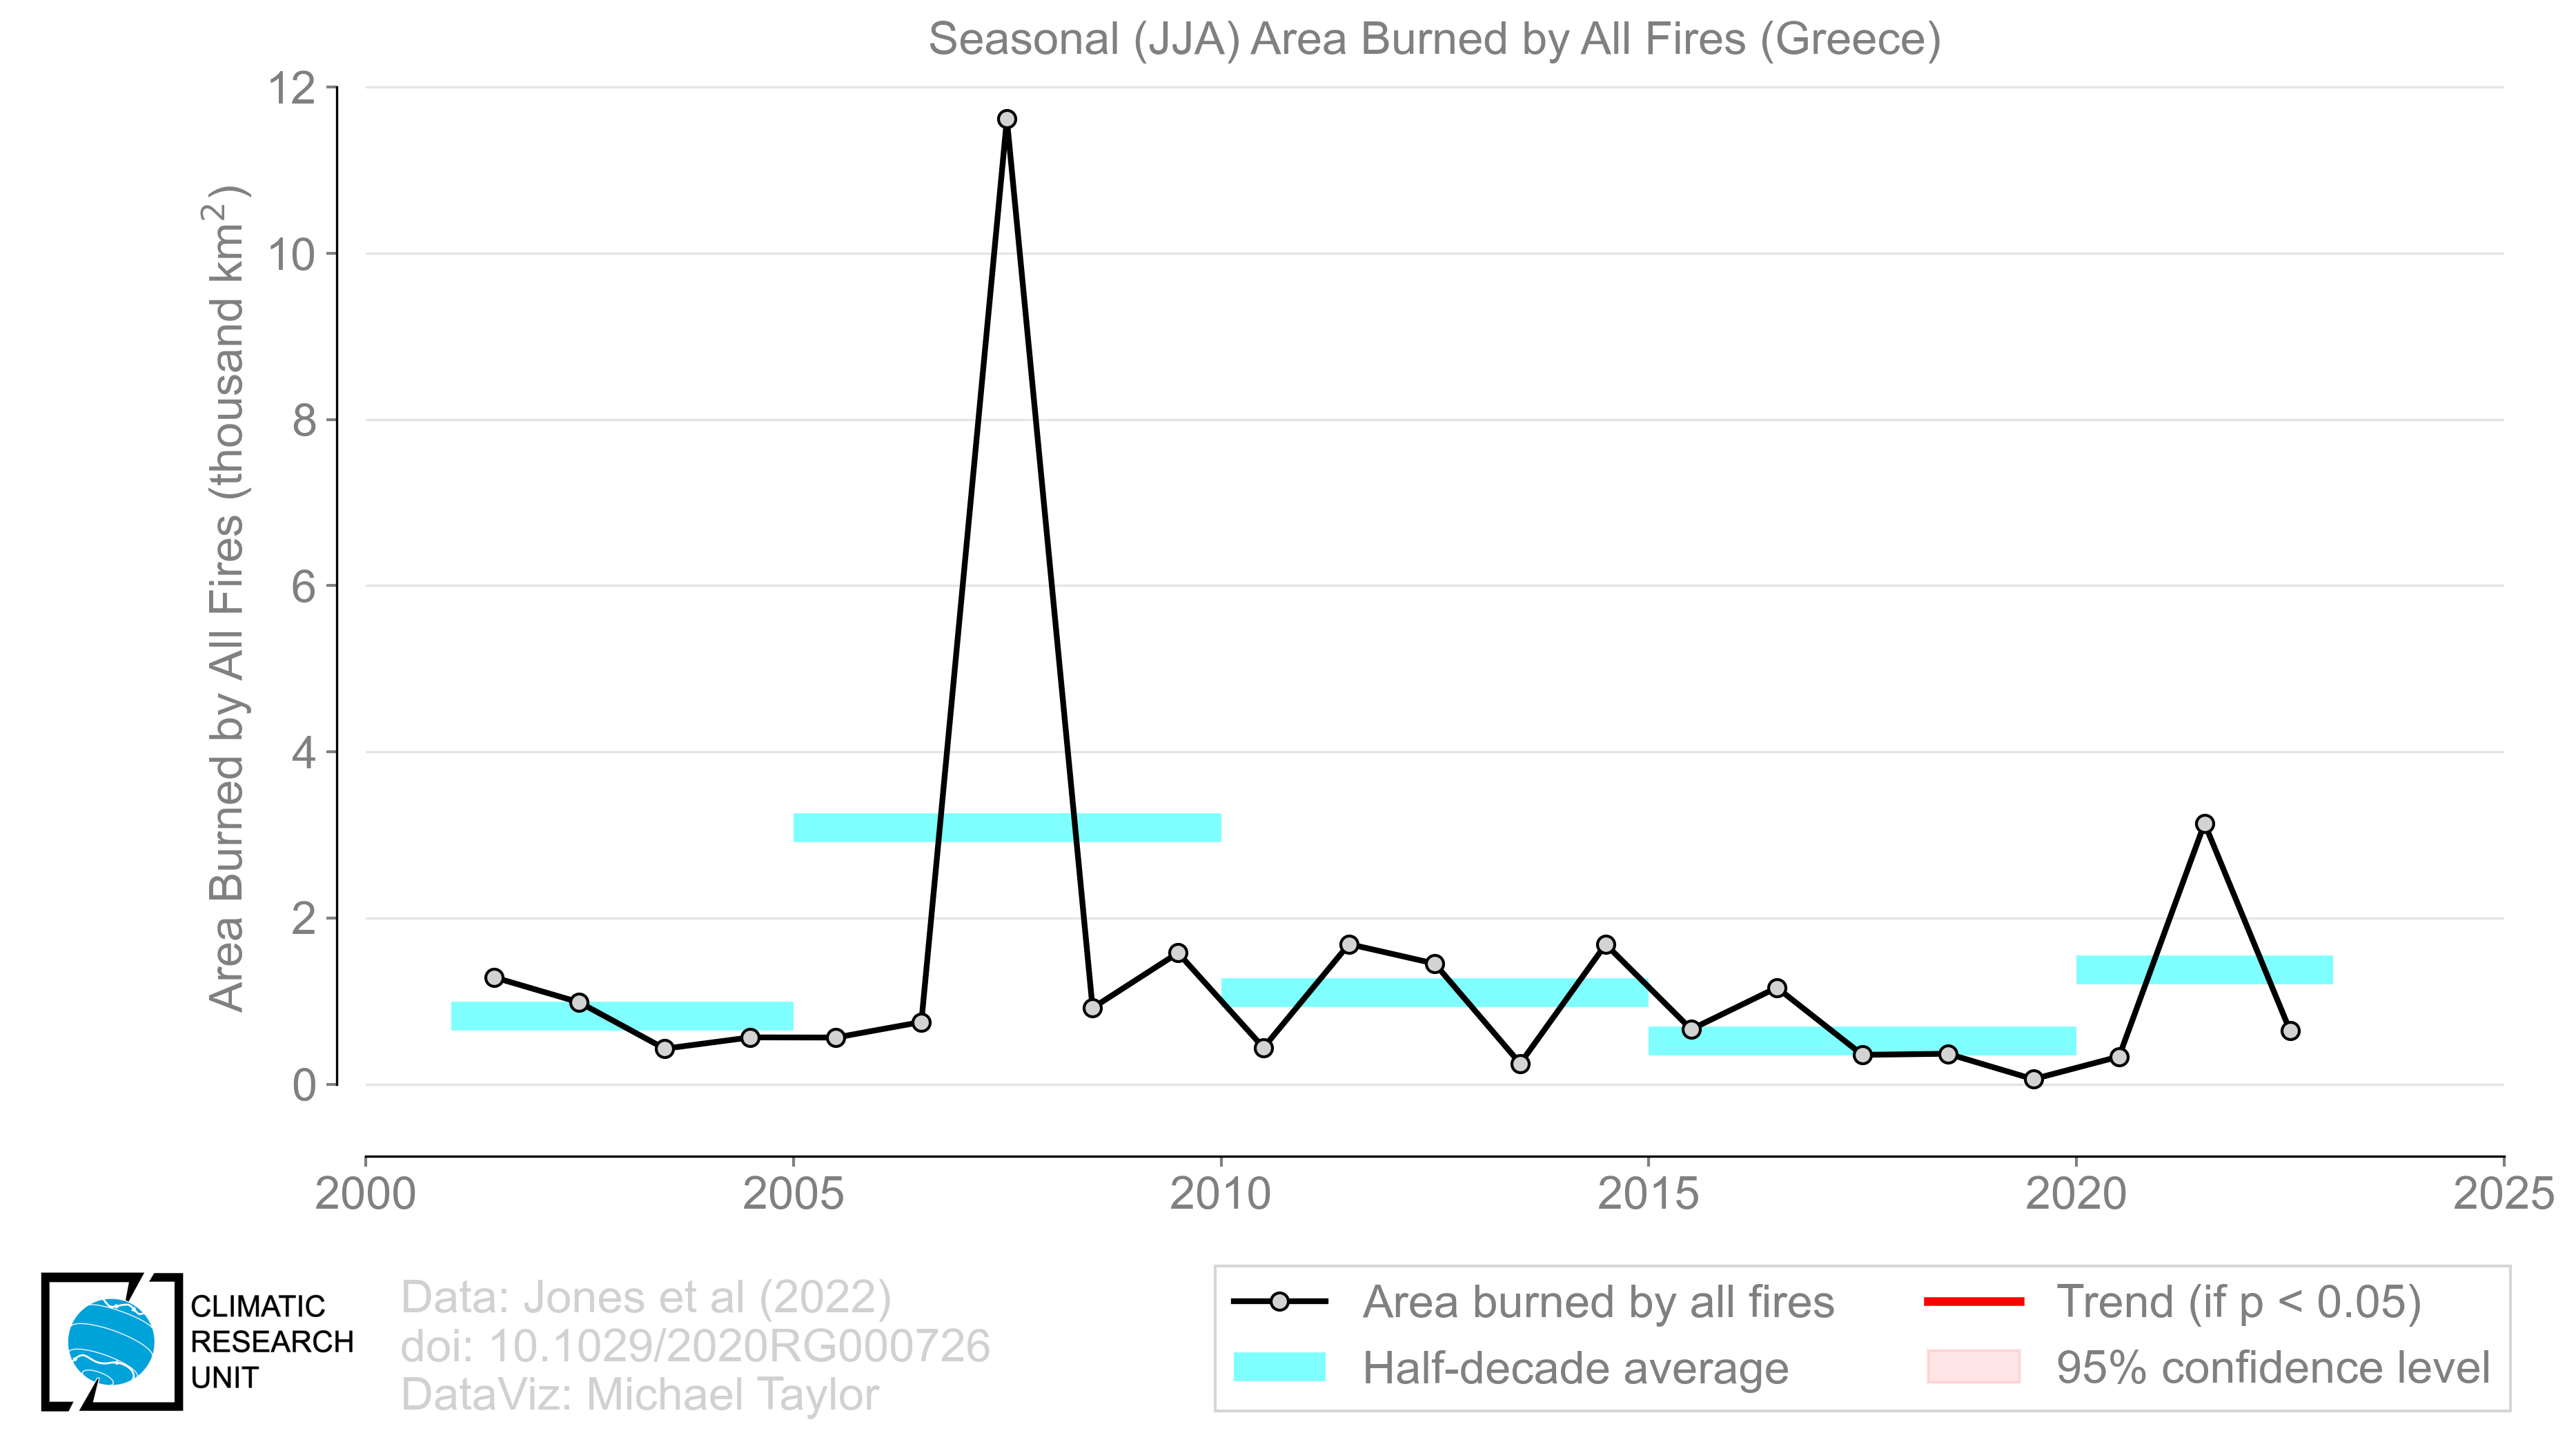 Seasonal (JJA) Area Burned by All Fires (Greece)
Area Burned by All Fires (thousand km²)
12
10
8
6
4
2
0
2000
2005
2010
2015
2020
2025
CLIMATIC
RESEARCH
UNIT
Data: Jones et al (2022)
doi: 10.1029/2020RG000726
DataViz: Michael Taylor
Area burned by all fires
Half-decade average
Trend (if p < 0.05)
95% confidence level